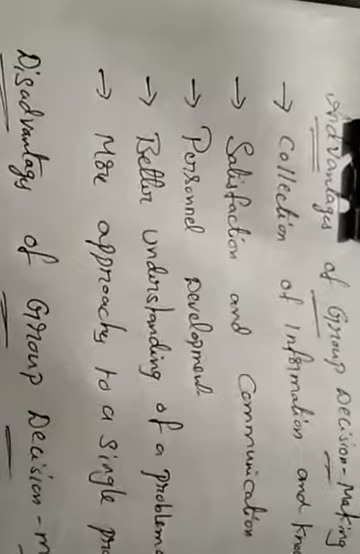 Advantages of Group Decision-Making
→ Collection of Information and
→ Satisfaction and Communication
→ Personnel Development
→ Better understanding of a problem
→ More approachs to a single
Disadvantages of Group Decision-m